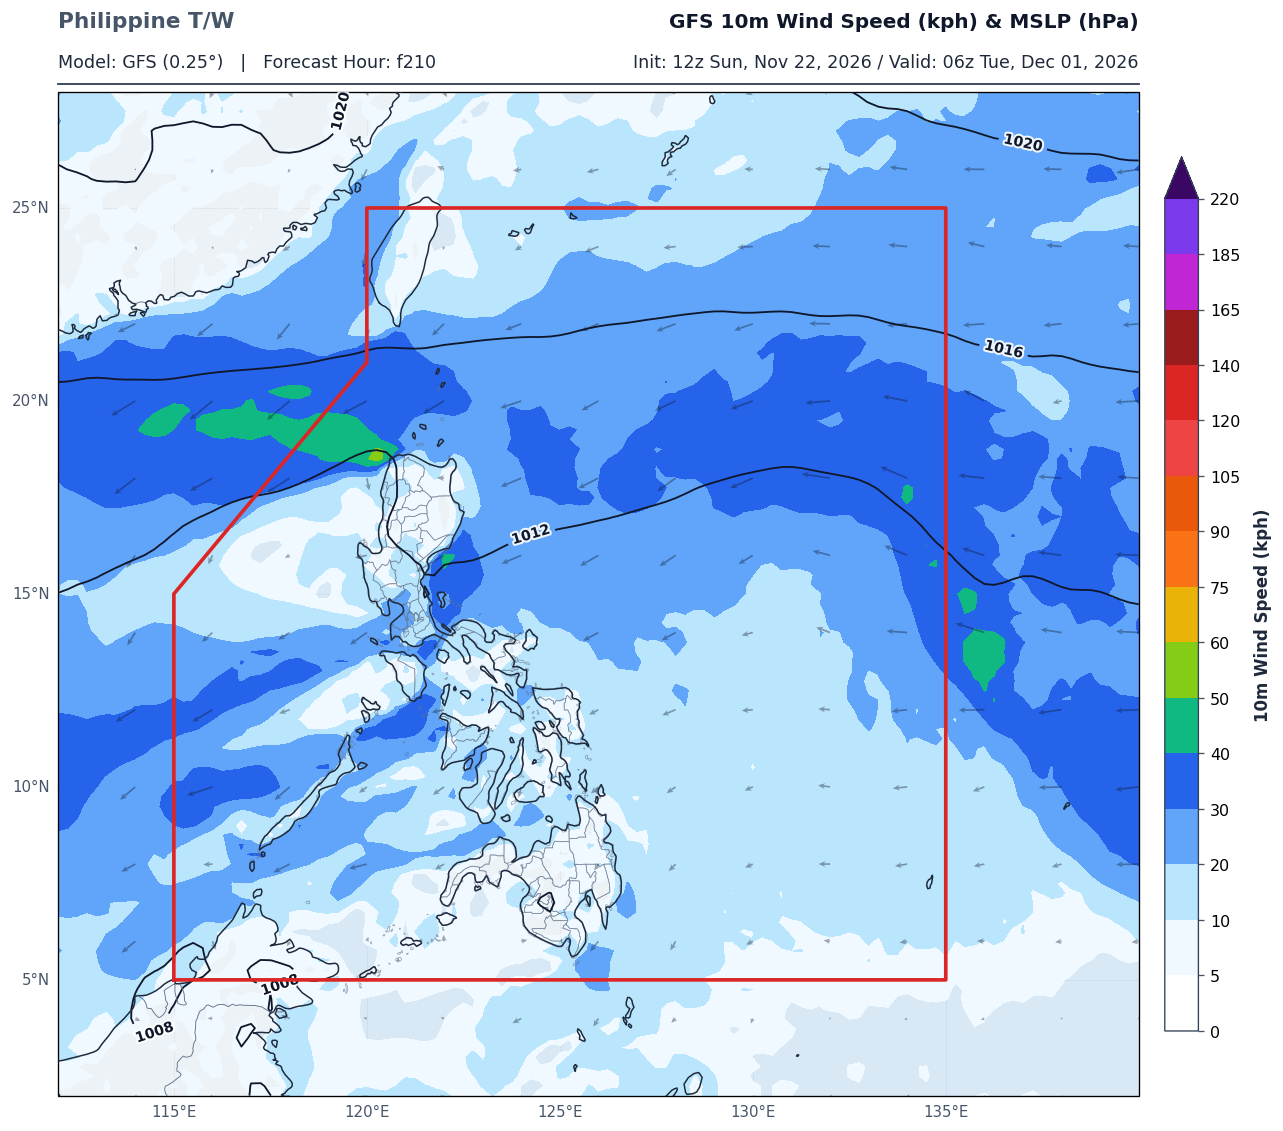 Philippine T/W
GFS 10m Wind Speed (kph) & MSLP (hPa)
Model: GFS (0.25°) | Forecast Hour: f210
Init: 12z Sun, Nov 22, 2026 / Valid: 06z Tue, Dec 01, 2026
1020
1020
1016
1012
1008
1008
25°N
20°N
15°N
10°N
5°N
115°E
120°E
125°E
130°E
135°E
220
185
165
140
120
105
90
75
60
50
40
30
20
10
5
0
10m Wind Speed (kph)